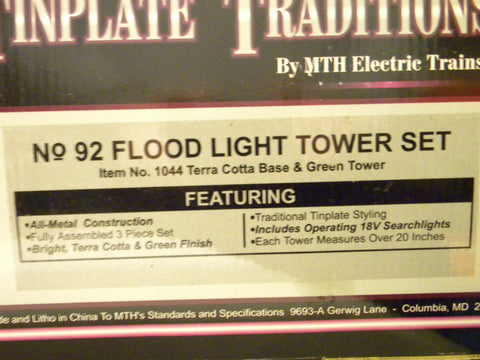 TINPLATE TRADITIONS
By MTH Electric Trains
Nº 92 FLOOD LIGHT TOWER SET
Item No. 1044 Terra Cotta Base & Green Tower
FEATURING
•All-Metal Construction
•Fully Assembled 3 Piece Set
•Bright, Terra Cotta & Green Finish
•Traditional Tinplate Styling
•Includes Operating 18V Searchlights
•Each Tower Measures Over 20 Inches
and Litho in China To MTH's Standards and Specifications 9693-A Gerwig Lane - Columbia, MD